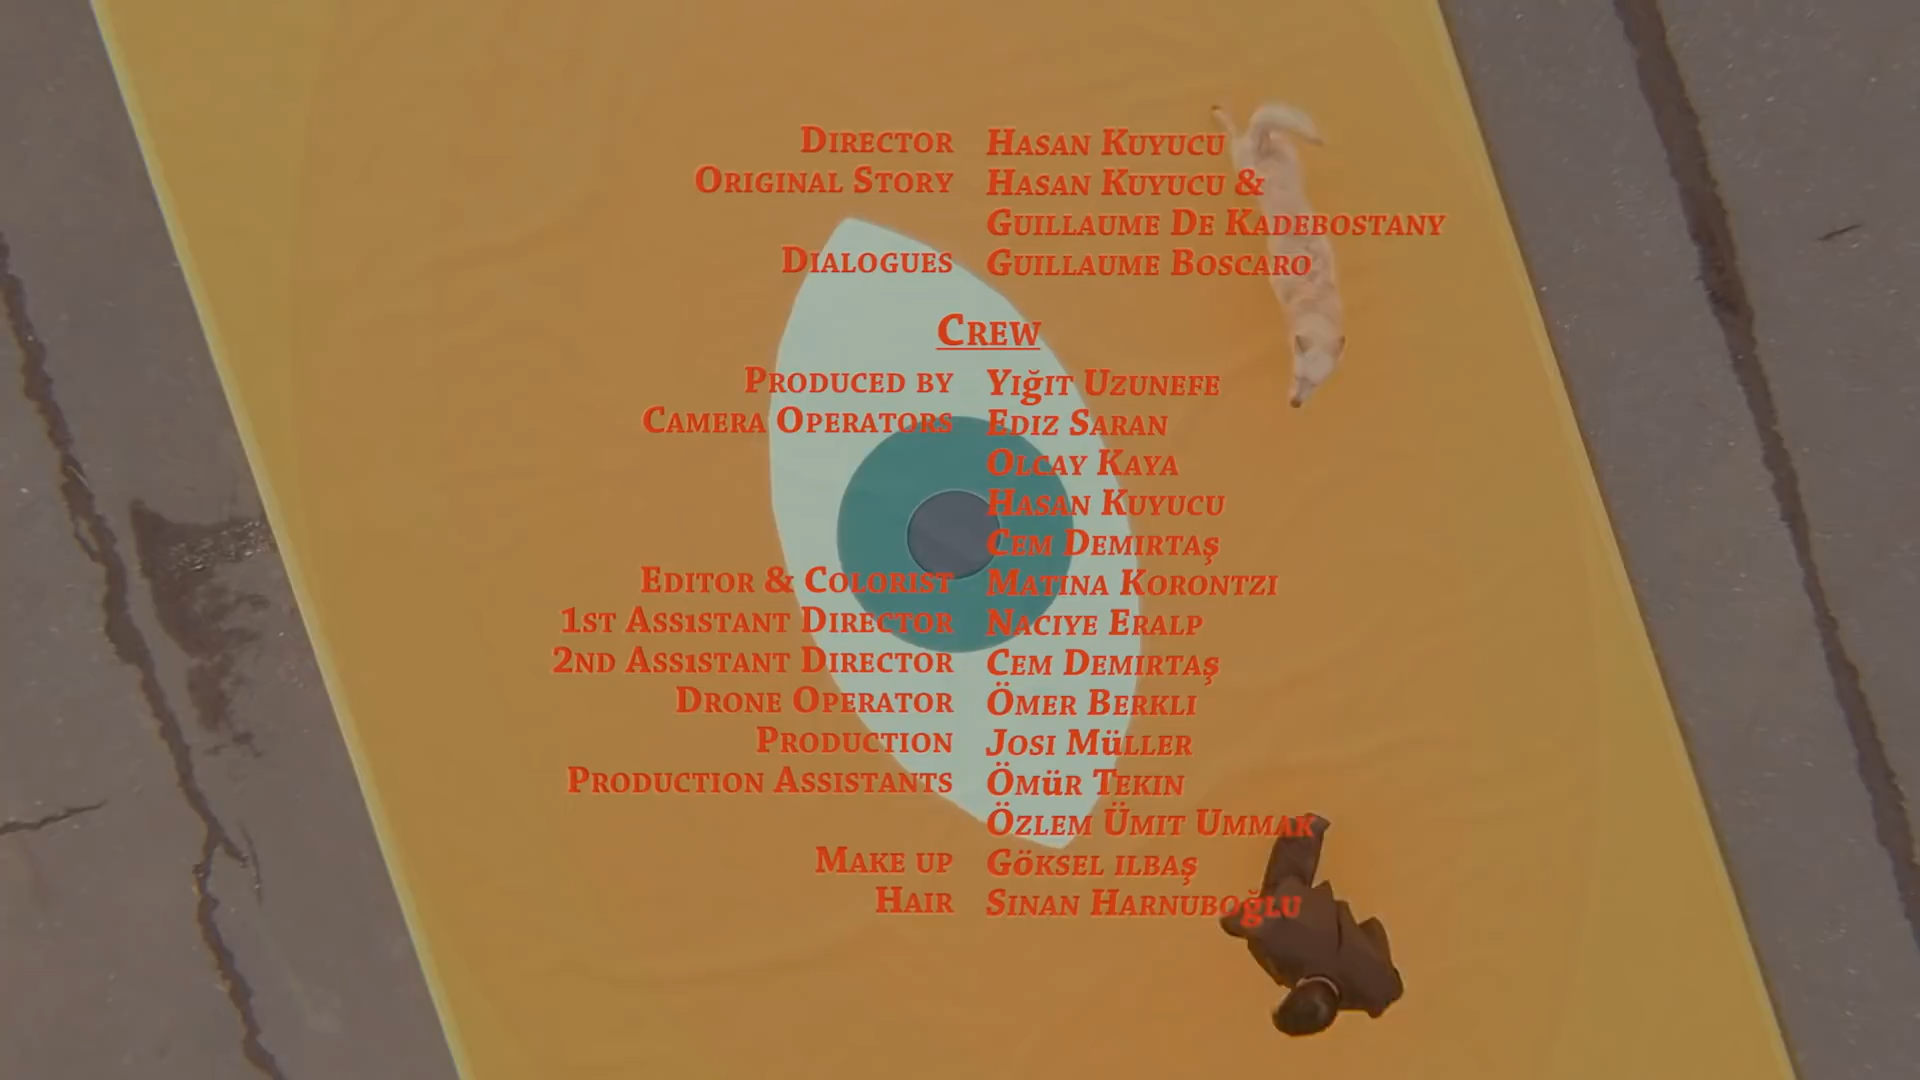 Director Hasan Kuyucu
Original Story Hasan Kuyucu &
Guillaume De Kadebostany
Dialogues Guillaume Boscaro
Crew
Produced by Yiğit Uzunefe
Camera Operators Ediz Saran
Olcay Kaya
Hasan Kuyucu
Cem Demirtaş
Editor & Colorist Matina Korontzi
1st Assistant Director Naciye Eralp
2nd Assistant Director Cem Demirtaş
Drone Operator Ömer Berkli
Production Josi Müller
Production Assistants Ömür Tekin
Özlem Ümit Ummak
Make up Göksel ilbaş
Hair Sinan Harnuboğlu